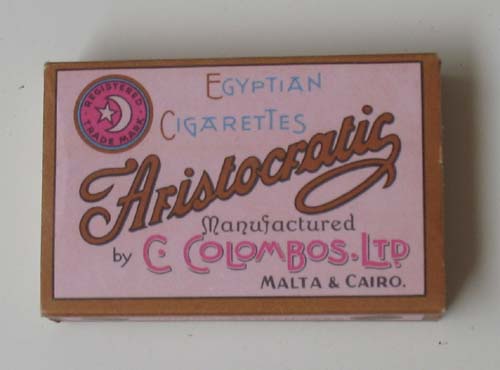 REGISTERED
TRADE MARK
EGYPTIAN
CIGARETTES
Aristocratic
Manufactured
by C. COLOMBOS. LTD
MALTA & CAIRO.